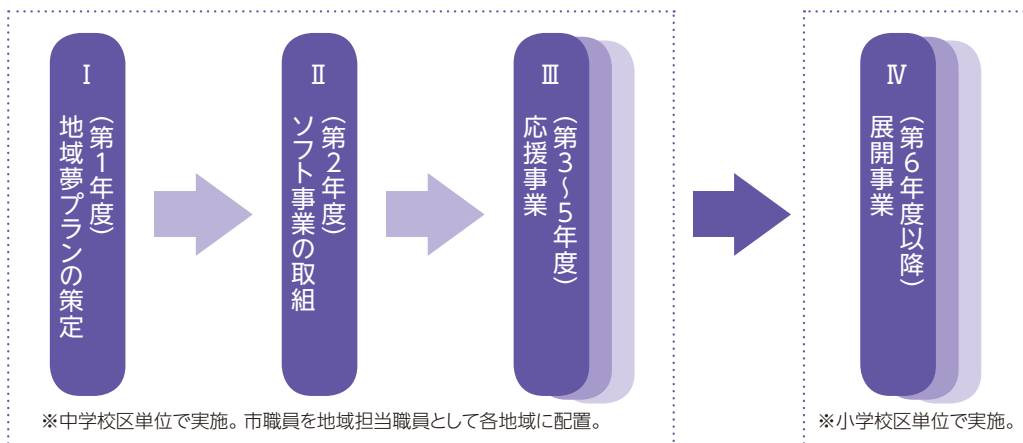 Ⅰ
(第1年度)
地域夢プランの策定
Ⅱ
(第2年度)
ソフト事業の取組
Ⅲ
(第3～5年度)
応援事業
Ⅳ
(第6年度以降)
展開事業
※中学校区単位で実施。市職員を地域担当職員として各地域に配置。
※小学校区単位で実施。